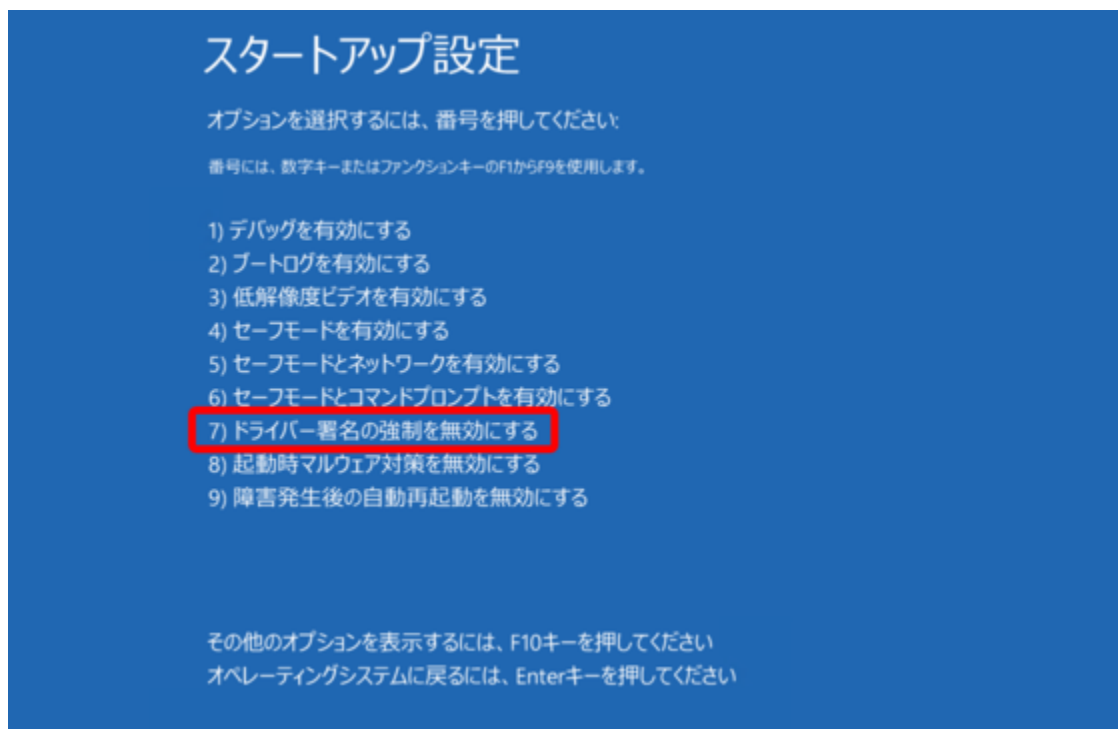 スタートアップ設定
オプションを選択するには、番号を押してください:
番号には、数字キーまたはファンクションキーのF1からF9を使用します。
1) デバッグを有効にする
2) ブートログを有効にする
3) 低解像度ビデオを有効にする
4) セーフモードを有効にする
5) セーフモードとネットワークを有効にする
6) セーフモードとコマンドプロンプトを有効にする
7) ドライバー署名の強制を無効にする
8) 起動時マルウェア対策を無効にする
9) 障害発生後の自動再起動を無効にする
その他のオプションを表示するには、F10キーを押してください
オペレーティングシステムに戻るには、Enterキーを押してください